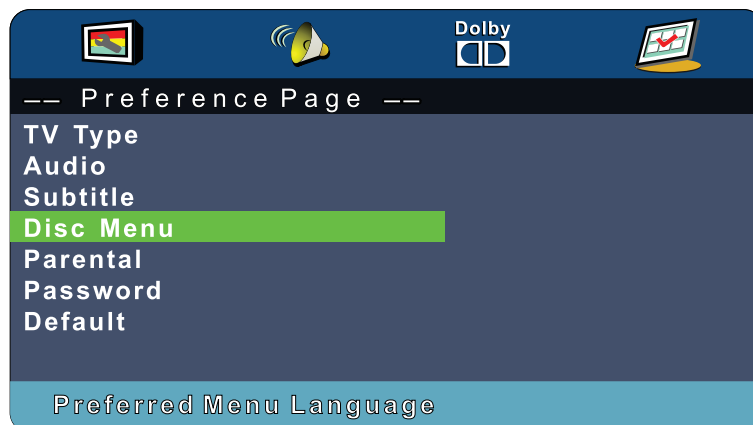 Dolby
-- Preference Page --
TV Type
Audio
Subtitle
Disc Menu
Parental
Password
Default
Preferred Menu Language